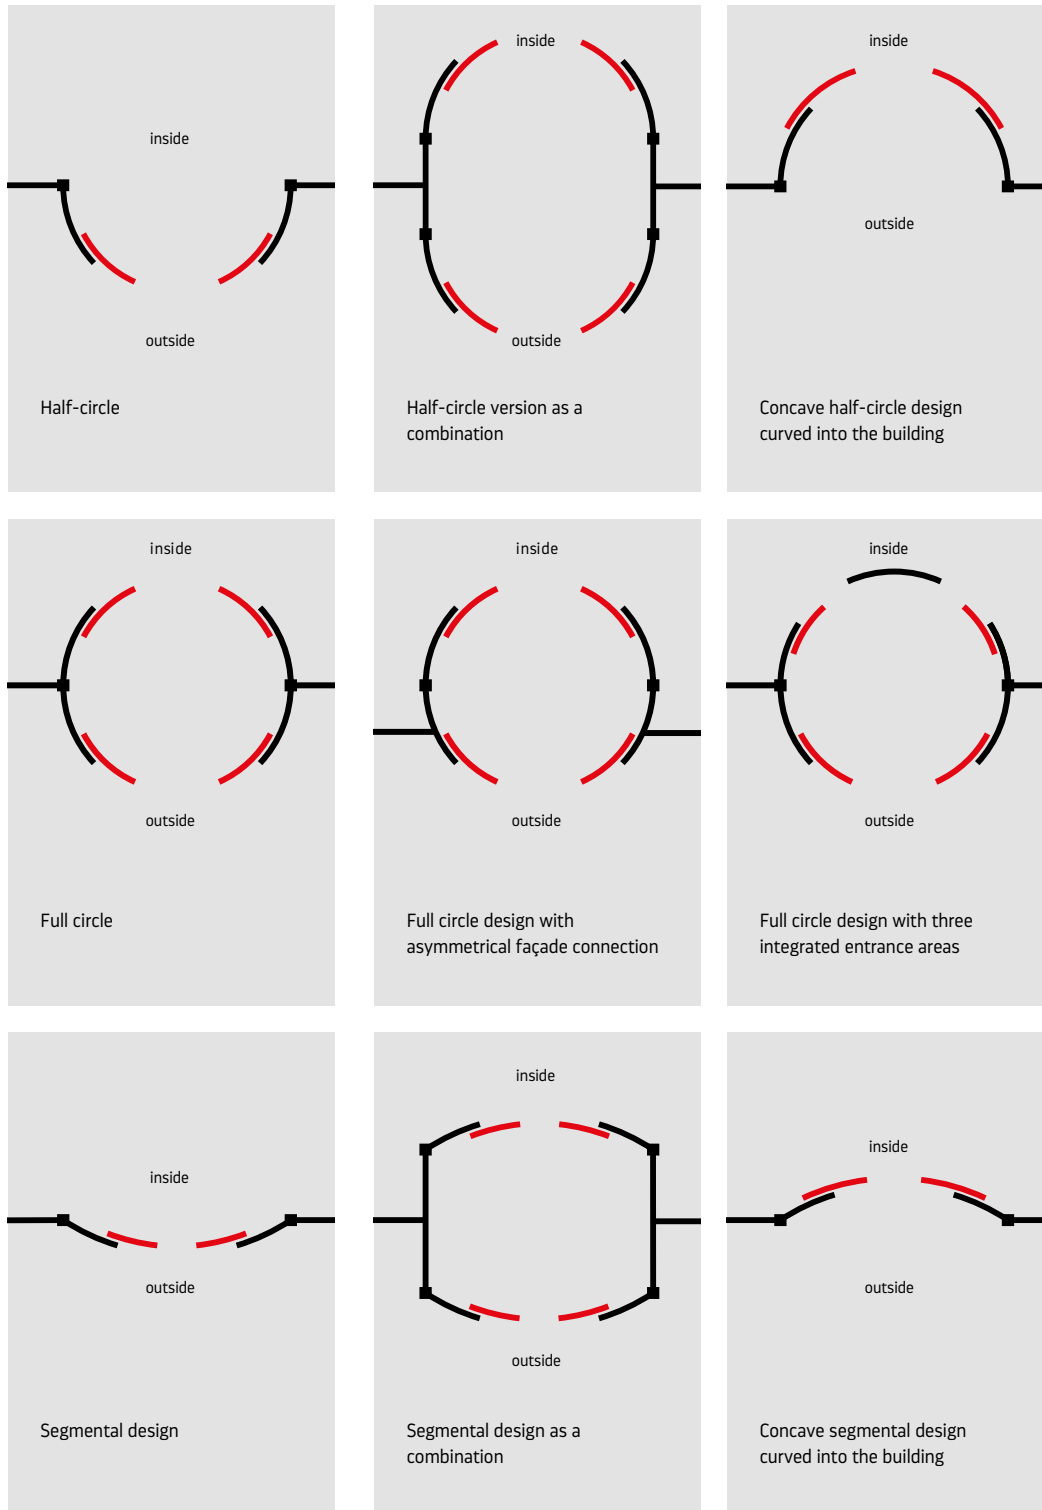 inside
outside
Half-circle
inside
outside
Half-circle version as a
combination
inside
outside
Concave half-circle design
curved into the building
inside
outside
Full circle
inside
outside
Full circle design with
asymmetrical façade connection
inside
outside
Full circle design with three
integrated entrance areas
inside
outside
Segmental design
inside
outside
Segmental design as a
combination
inside
outside
Concave segmental design
curved into the building